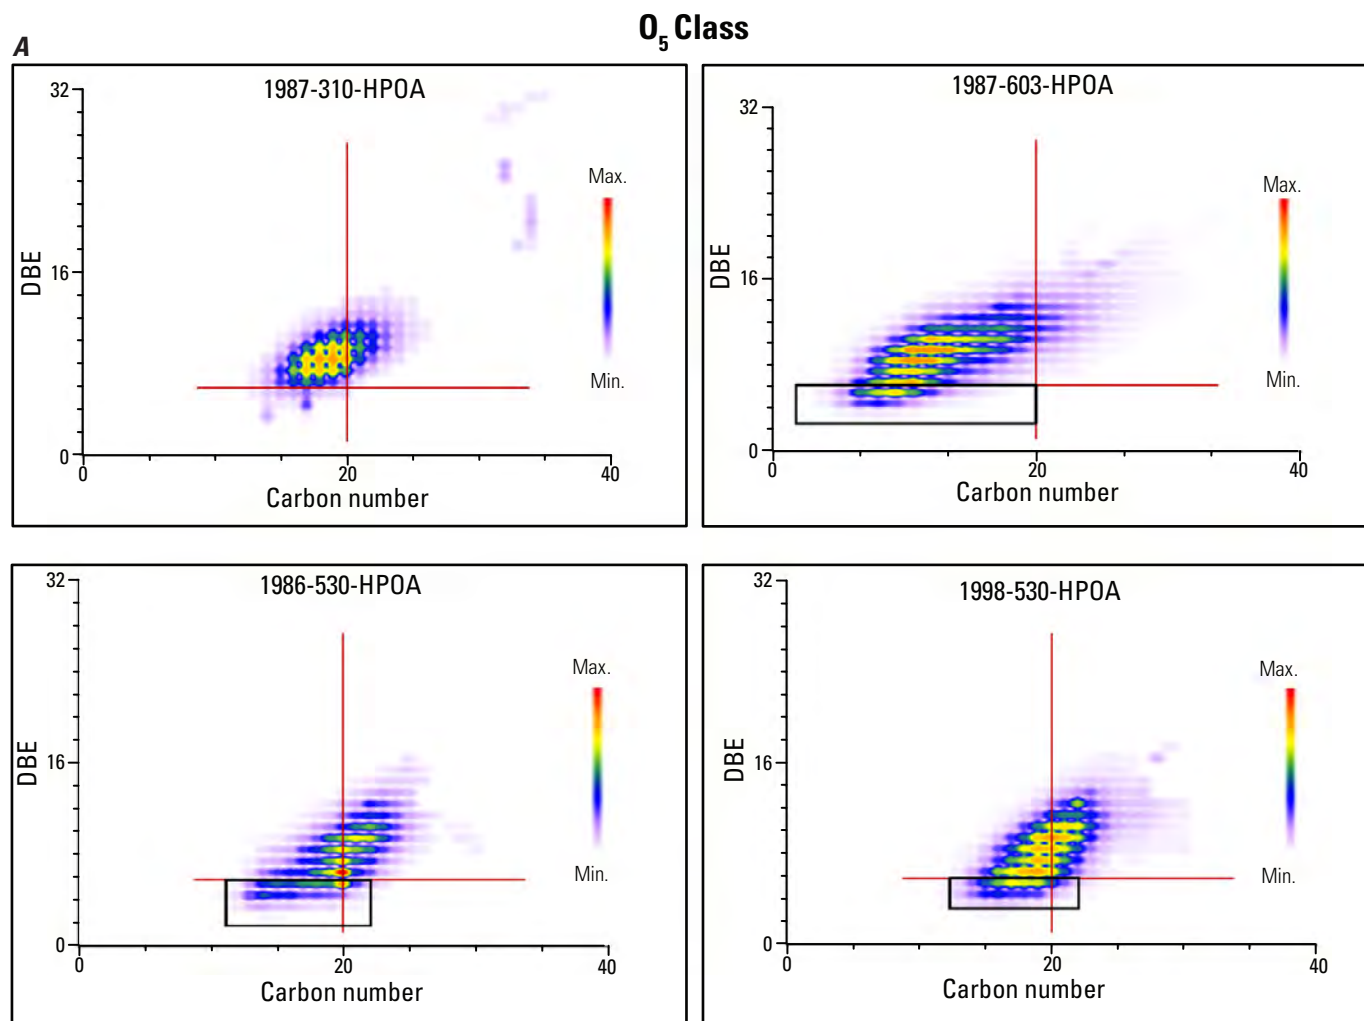 O5 Class
A
1987-310-HPOA
32
16
0
DBE
Max.
Min.
0 20 40
Carbon number
1987-603-HPOA
32
16
0
DBE
Max.
Min.
0 20 40
Carbon number
1986-530-HPOA
32
16
0
DBE
Max.
Min.
0 20 40
Carbon number
1998-530-HPOA
32
16
0
DBE
Max.
Min.
0 20 40
Carbon number